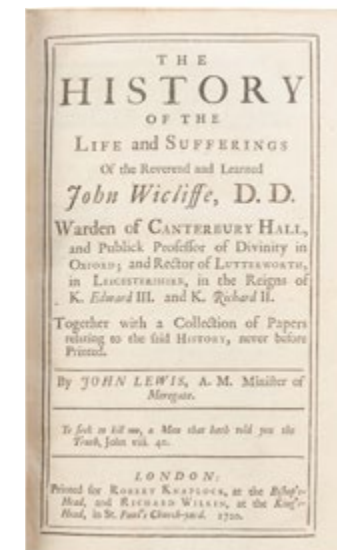 THE
HISTORY
OF THE
LIFE and SUFFERINGS
Of the Reverend and Learned
John Wicliffe, D. D.
Warden of CANTERBURY HALL,
and Publick Professor of Divinity in
OXFORD; and Rector of LUTTERWORTH,
in LEICESTERSHIRE, in the Reigns of
K. Edward III. and K. Richard II.
Together with a Collection of Papers
relating to the said HISTORY, never before
Printed.
By JOHN LEWIS, A. M. Minister of
Meregate.
Ye seek to kill me, a Man that hath told you the
Truth, John viii. 40.
LONDON:
Printed for ROBERT KNAPLOCK, at the Bishop's-
Head, and RICHARD WILKIN, at the King's-
Head, in St. Paul's Church-yard. 1720.